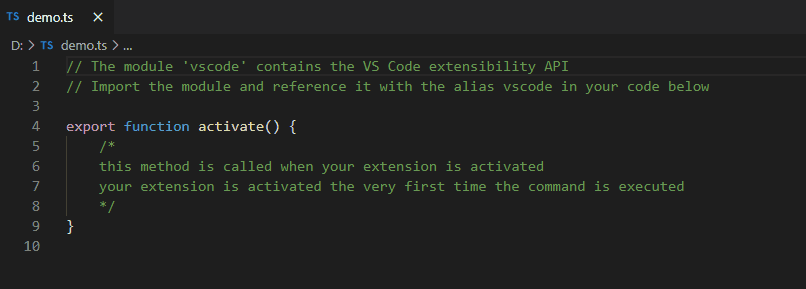 TS demo.ts ×
D: > TS demo.ts > ...
1 // The module 'vscode' contains the VS Code extensibility API
2 // Import the module and reference it with the alias vscode in your code below
3
4 export function activate() {
5     /*
6     this method is called when your extension is activated
7     your extension is activated the very first time the command is executed
8     */
9 }
10